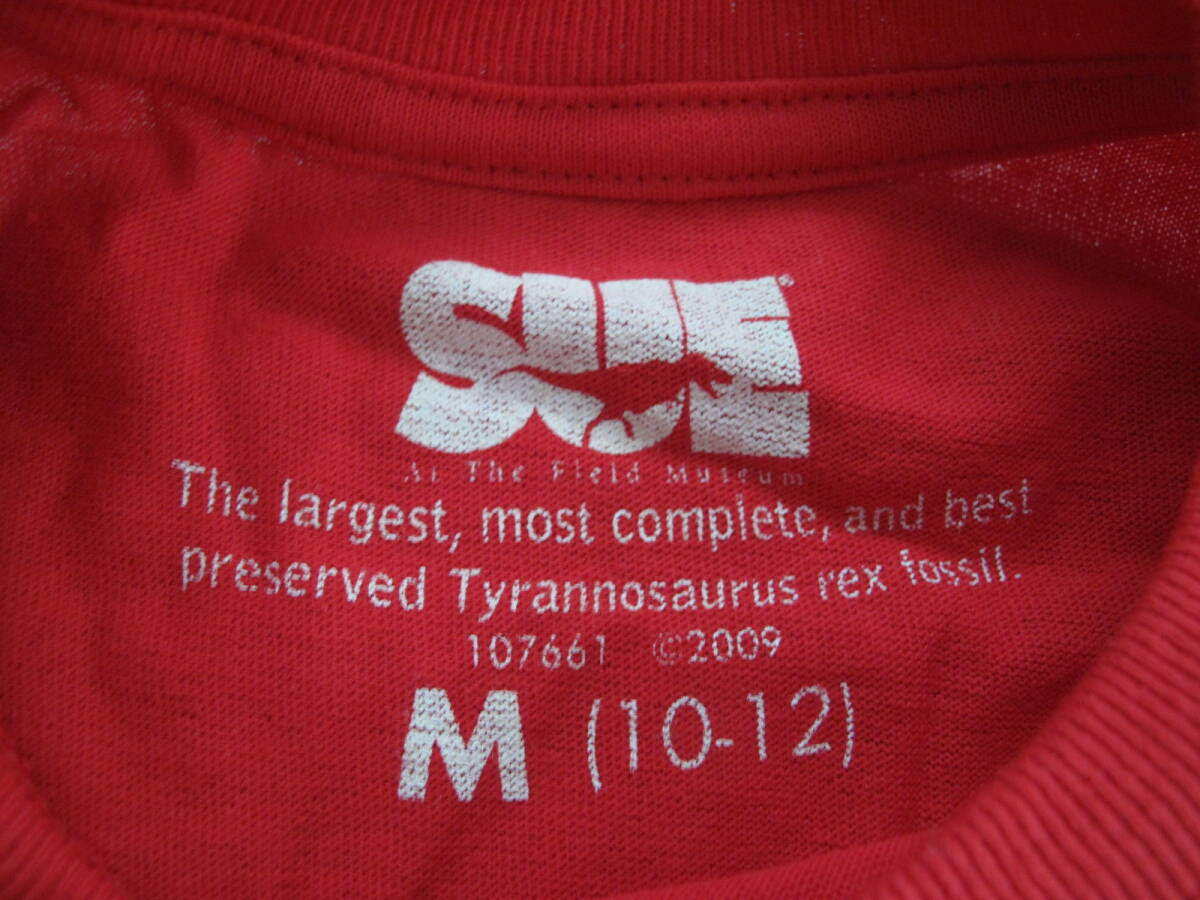 SUE®
At The Field Museum
The largest, most complete, and best
preserved Tyrannosaurus rex fossil.
107661 ©2009
M (10-12)